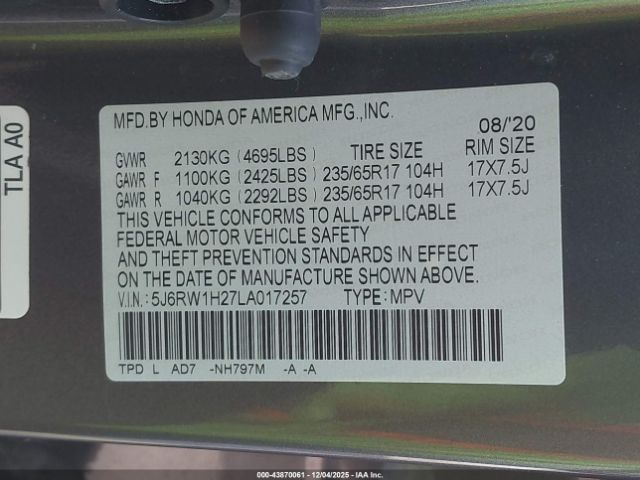 TLA A0
MFD.BY HONDA OF AMERICA MFG.,INC.
08/'20
GVWR 2130KG (4695LBS) TIRE SIZE RIM SIZE
GAWR F 1100KG (2425LBS) 235/65R17 104H 17X7.5J
GAWR R 1040KG (2292LBS) 235/65R17 104H 17X7.5J
THIS VEHICLE CONFORMS TO ALL APPLICABLE
FEDERAL MOTOR VEHICLE SAFETY
AND THEFT PREVENTION STANDARDS IN EFFECT
ON THE DATE OF MANUFACTURE SHOWN ABOVE.
V.I.N.: 5J6RW1H27LA017257 TYPE: MPV
TPD L AD7 -NH797M -A -A
000-43870061 - 12/04/2025 - IAA Inc.